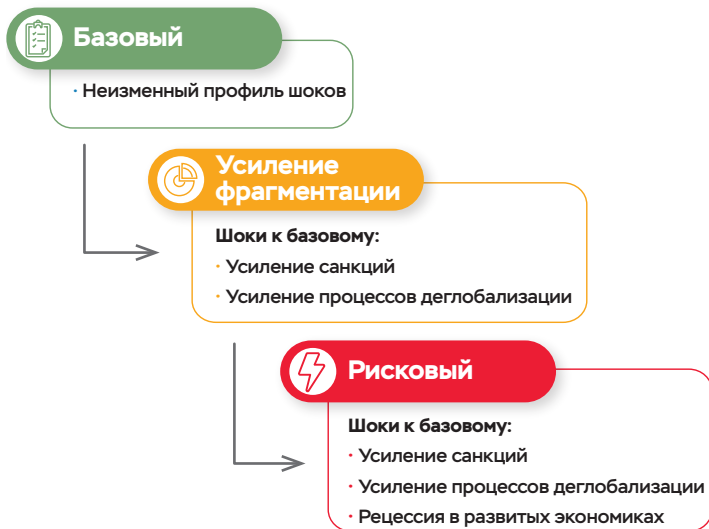 Базовый
· Неизменный профиль шоков
Усиление
фрагментации
Шоки к базовому:
· Усиление санкций
· Усиление процессов деглобализации
Рисковый
Шоки к базовому:
· Усиление санкций
· Усиление процессов деглобализации
· Рецессия в развитых экономиках